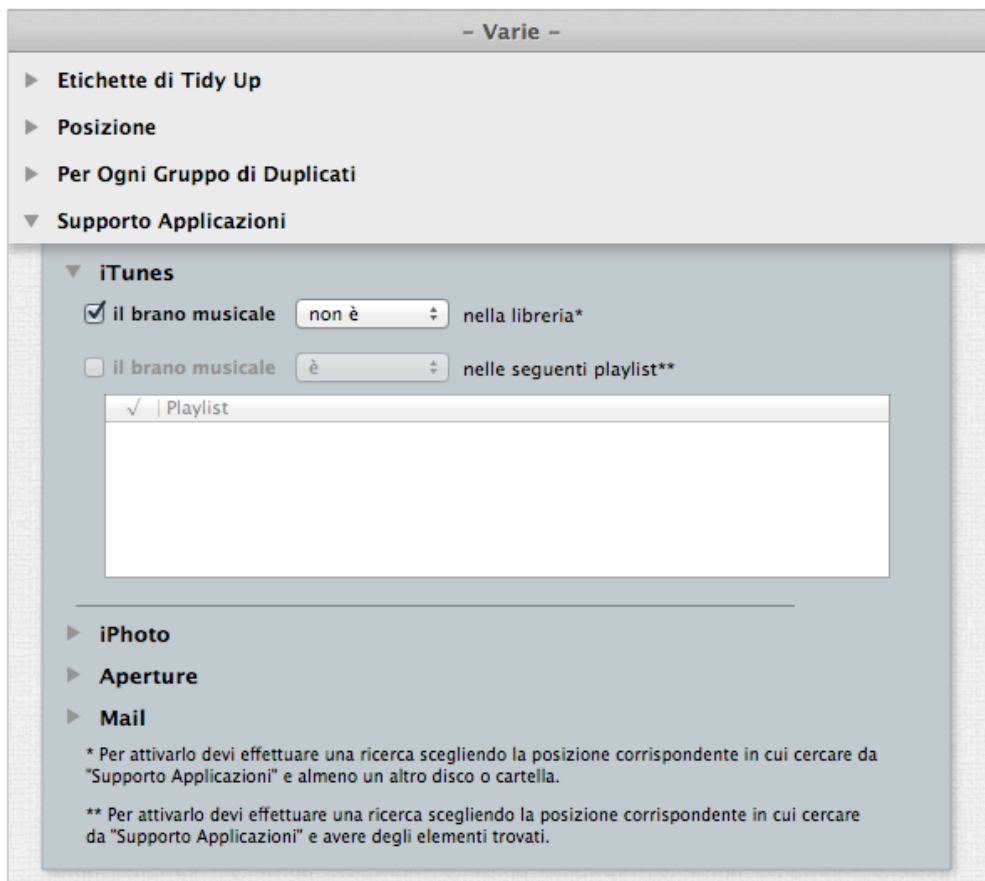 – Varie –
Etichette di Tidy Up
Posizione
Per Ogni Gruppo di Duplicati
Supporto Applicazioni
iTunes
il brano musicale non è nella libreria*
il brano musicale è nelle seguenti playlist**
√ | Playlist
iPhoto
Aperture
Mail
* Per attivarlo devi effettuare una ricerca scegliendo la posizione corrispondente in cui cercare da
"Supporto Applicazioni" e almeno un altro disco o cartella.
** Per attivarlo devi effettuare una ricerca scegliendo la posizione corrispondente in cui cercare
da "Supporto Applicazioni" e avere degli elementi trovati.